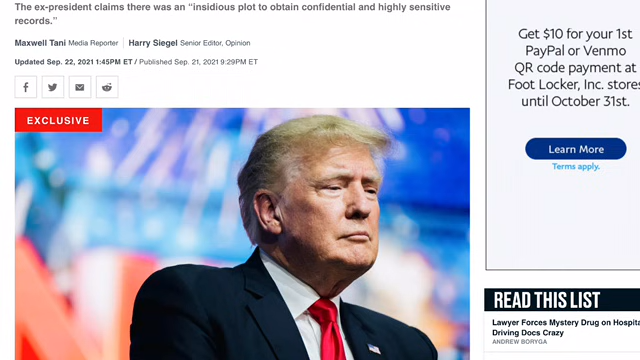 The ex-president claims there was an “insidious plot to obtain confidential and highly sensitive
records.”
Maxwell Tani Media Reporter | Harry Siegel Senior Editor, Opinion
Updated Sep. 22, 2021 1:45PM ET / Published Sep. 21, 2021 9:29PM ET
EXCLUSIVE
Get $10 for your 1st
PayPal or Venmo
QR code payment at
Foot Locker, Inc. stores
until October 31st.
Learn More
Terms apply.
READ THIS LIST
Lawyer Forces Mystery Drug on Hospita
Driving Docs Crazy
ANDREW BORYGA